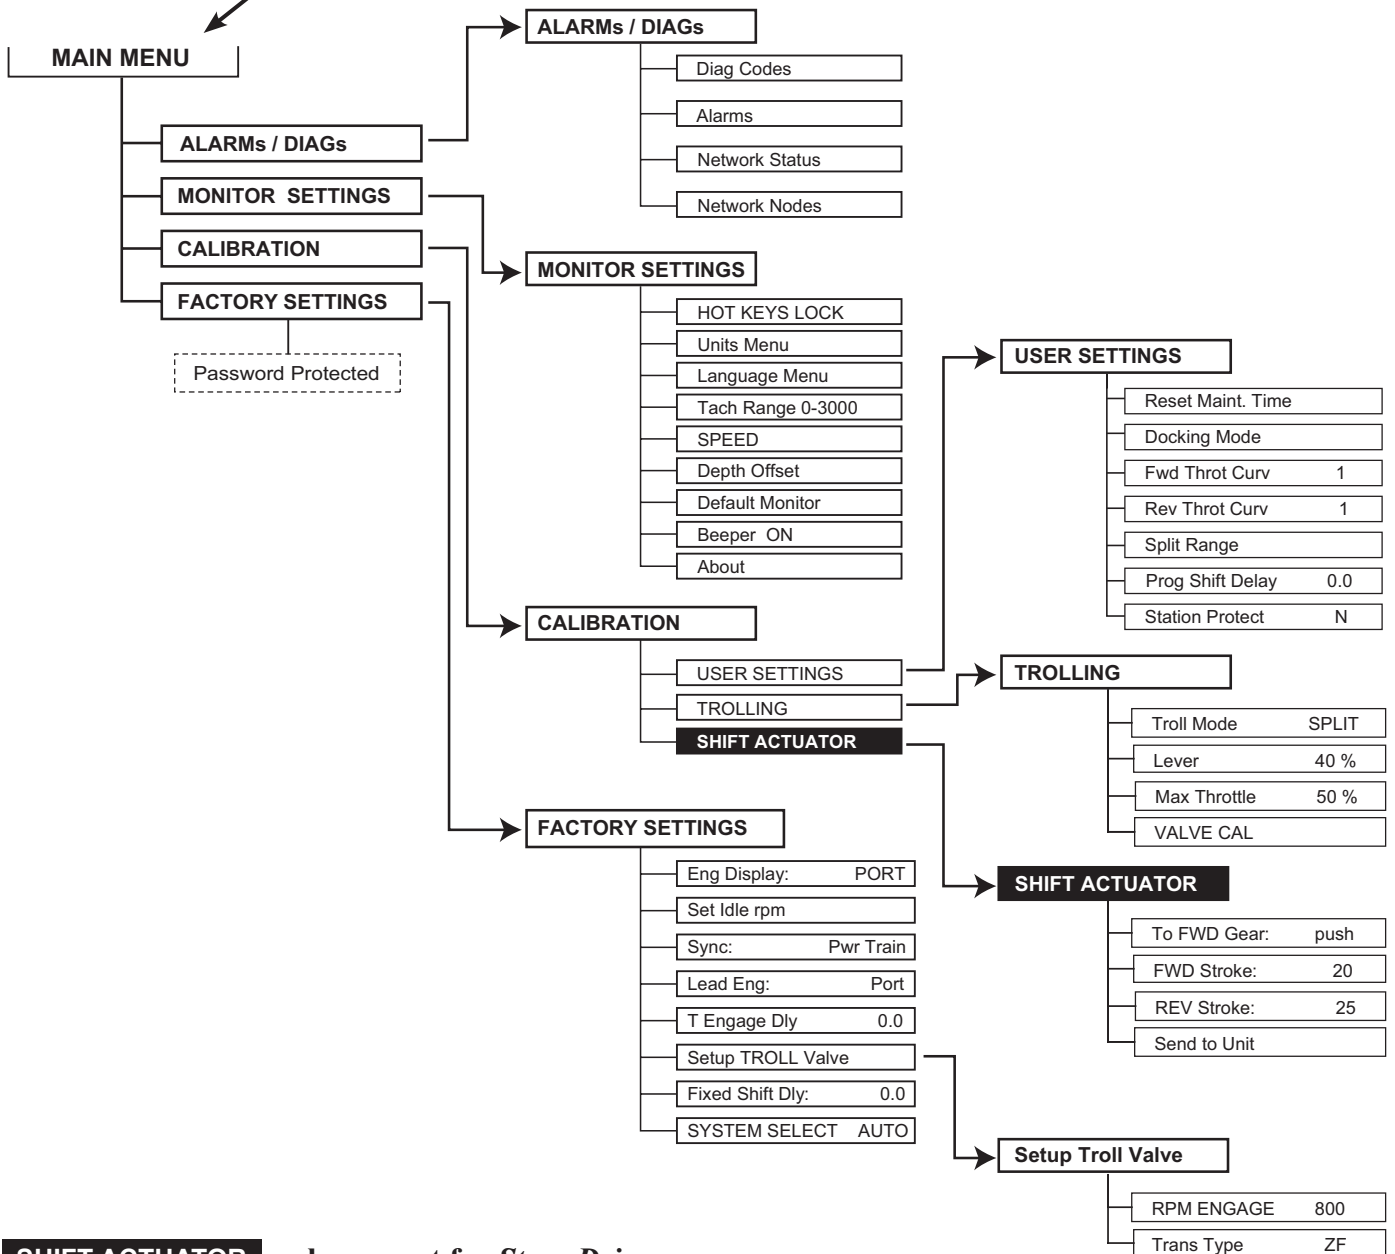 MAIN MENU
ALARMs / DIAGs
MONITOR SETTINGS
CALIBRATION
FACTORY SETTINGS
Password Protected
ALARMs / DIAGs
Diag Codes
Alarms
Network Status
Network Nodes
MONITOR SETTINGS
HOT KEYS LOCK
Units Menu
Language Menu
Tach Range 0-3000
SPEED
Depth Offset
Default Monitor
Beeper ON
About
CALIBRATION
USER SETTINGS
TROLLING
SHIFT ACTUATOR
FACTORY SETTINGS
Eng Display: PORT
Set Idle rpm
Sync: Pwr Train
Lead Eng: Port
T Engage Dly 0.0
Setup TROLL Valve
Fixed Shift Dly: 0.0
SYSTEM SELECT AUTO
USER SETTINGS
Reset Maint. Time
Docking Mode
Fwd Throt Curv 1
Rev Throt Curv 1
Split Range
Prog Shift Delay 0.0
Station Protect N
TROLLING
Troll Mode SPLIT
Lever 40 %
Max Throttle 50 %
VALVE CAL
SHIFT ACTUATOR
To FWD Gear: push
FWD Stroke: 20
REV Stroke: 25
Send to Unit
Setup Troll Valve
RPM ENGAGE 800
Trans Type ZF
SHIFT ACTUATOR